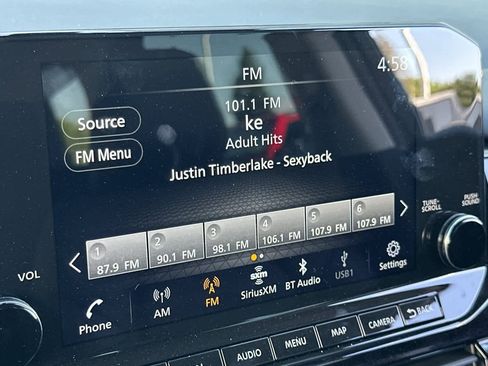 FM
4:58
Source
101.1 FM
ke
FM Menu
Adult Hits
Justin Timberlake - Sexyback
1 2 3 4 5 6
87.9 FM 90.1 FM 98.1 FM 106.1 FM 107.9 FM 107.9 FM
VOL
TUNE-
SCROLL
PUSH-
SOUND
sxm
Phone AM FM SiriusXM BT Audio USB1 Settings
AUDIO MENU MAP CAMERA BACK